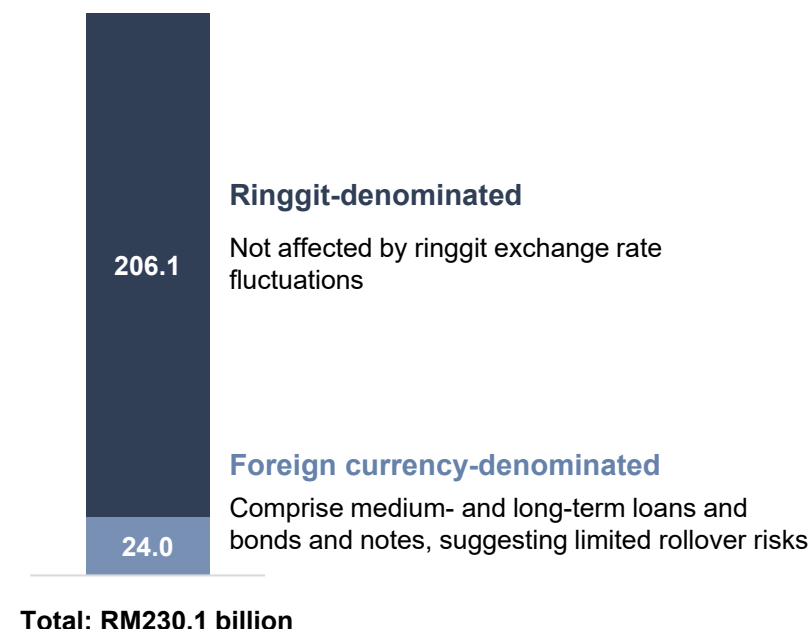 Ringgit-denominated
206.1
Not affected by ringgit exchange rate
fluctuations
Foreign currency-denominated
24.0
Comprise medium- and long-term loans and
bonds and notes, suggesting limited rollover risks
Total: RM230.1 billion